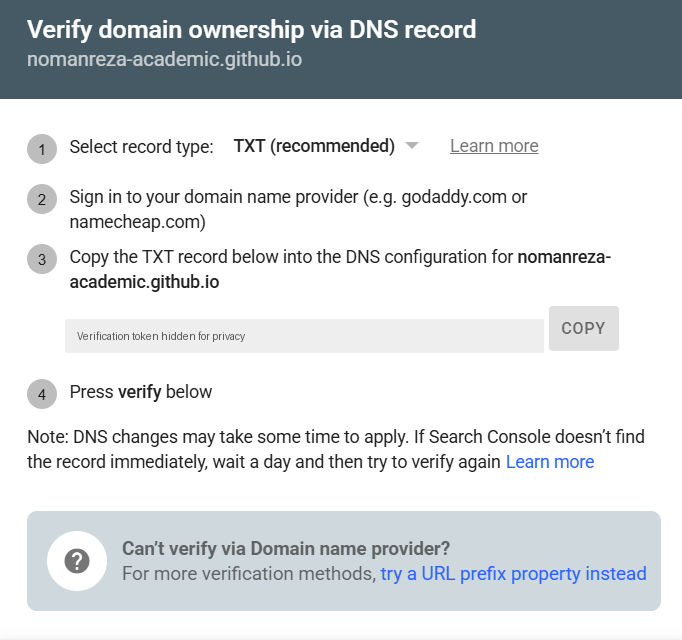 Verify domain ownership via DNS record
nomanreza-academic.github.io
1 Select record type: TXT (recommended) Learn more
2 Sign in to your domain name provider (e.g. godaddy.com or
namecheap.com)
3 Copy the TXT record below into the DNS configuration for nomanreza-
academic.github.io
Verification token hidden for privacy COPY
4 Press verify below
Note: DNS changes may take some time to apply. If Search Console doesn’t find
the record immediately, wait a day and then try to verify again Learn more
?
Can’t verify via Domain name provider?
For more verification methods, try a URL prefix property instead